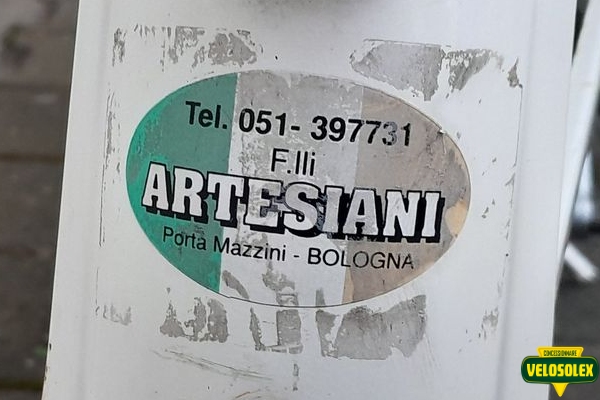 Tel. 051- 397731
F.lli
ARTESIANI
Porta Mazzini - BOLOGNA
CONCESSIONNAIRE
VELOSOLEX